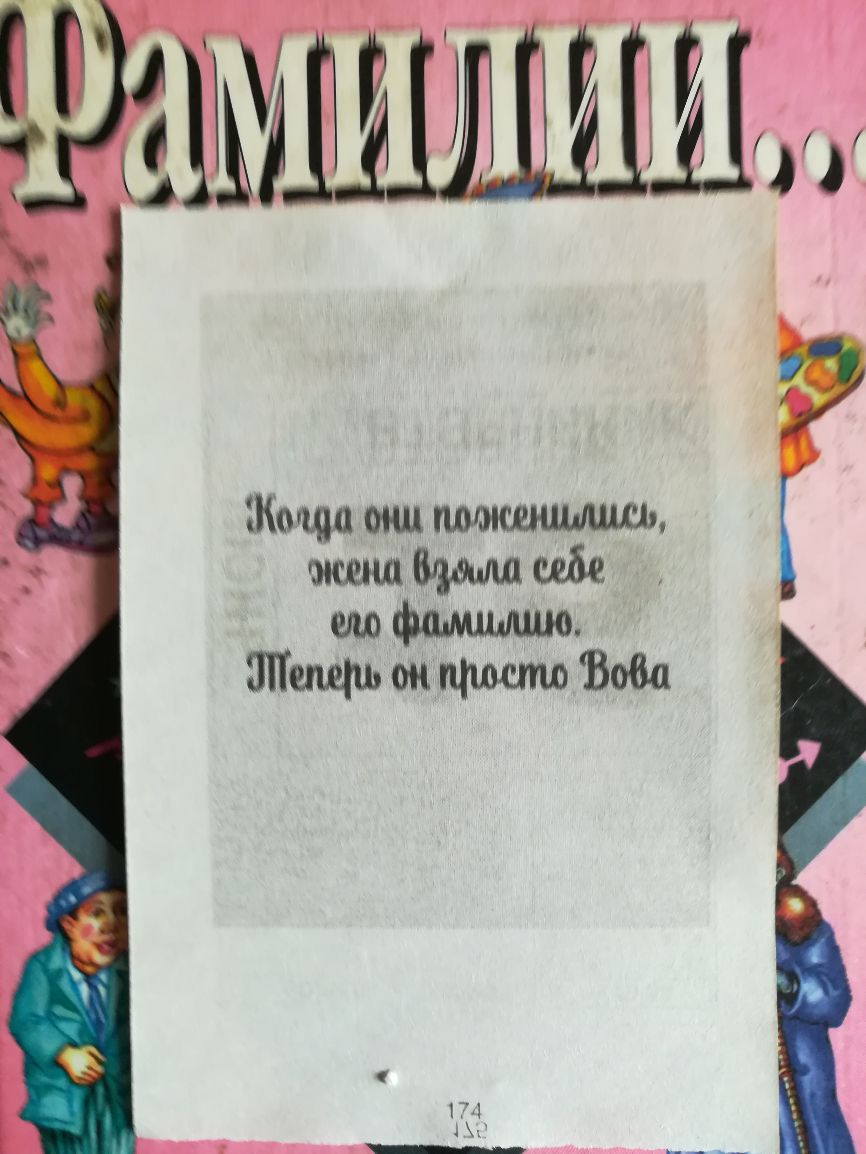 Фамилии...
Когда они поженились,
жена взяла себе
его фамилию.
Теперь он просто Вова
174